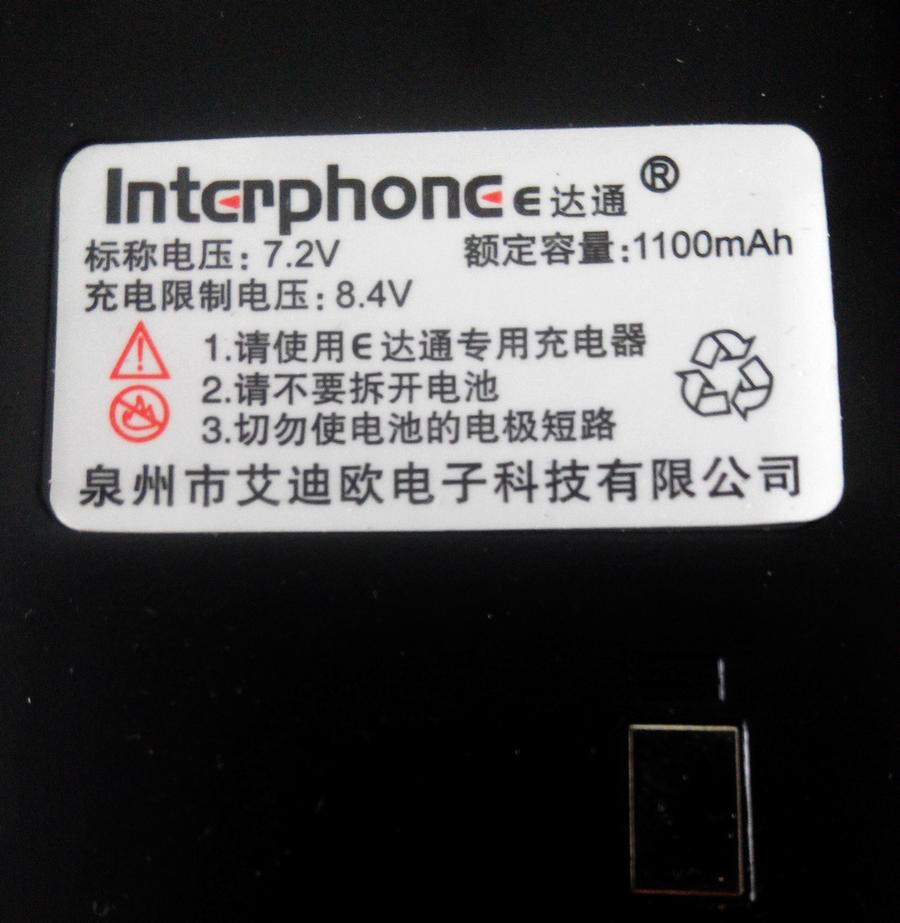 Interphone E达通®
标称电压: 7.2V 额定容量:1100mAh
充电限制电压: 8.4V
1.请使用E达通专用充电器
2.请不要拆开电池
3.切勿使电池的电极短路
泉州市艾迪欧电子科技有限公司